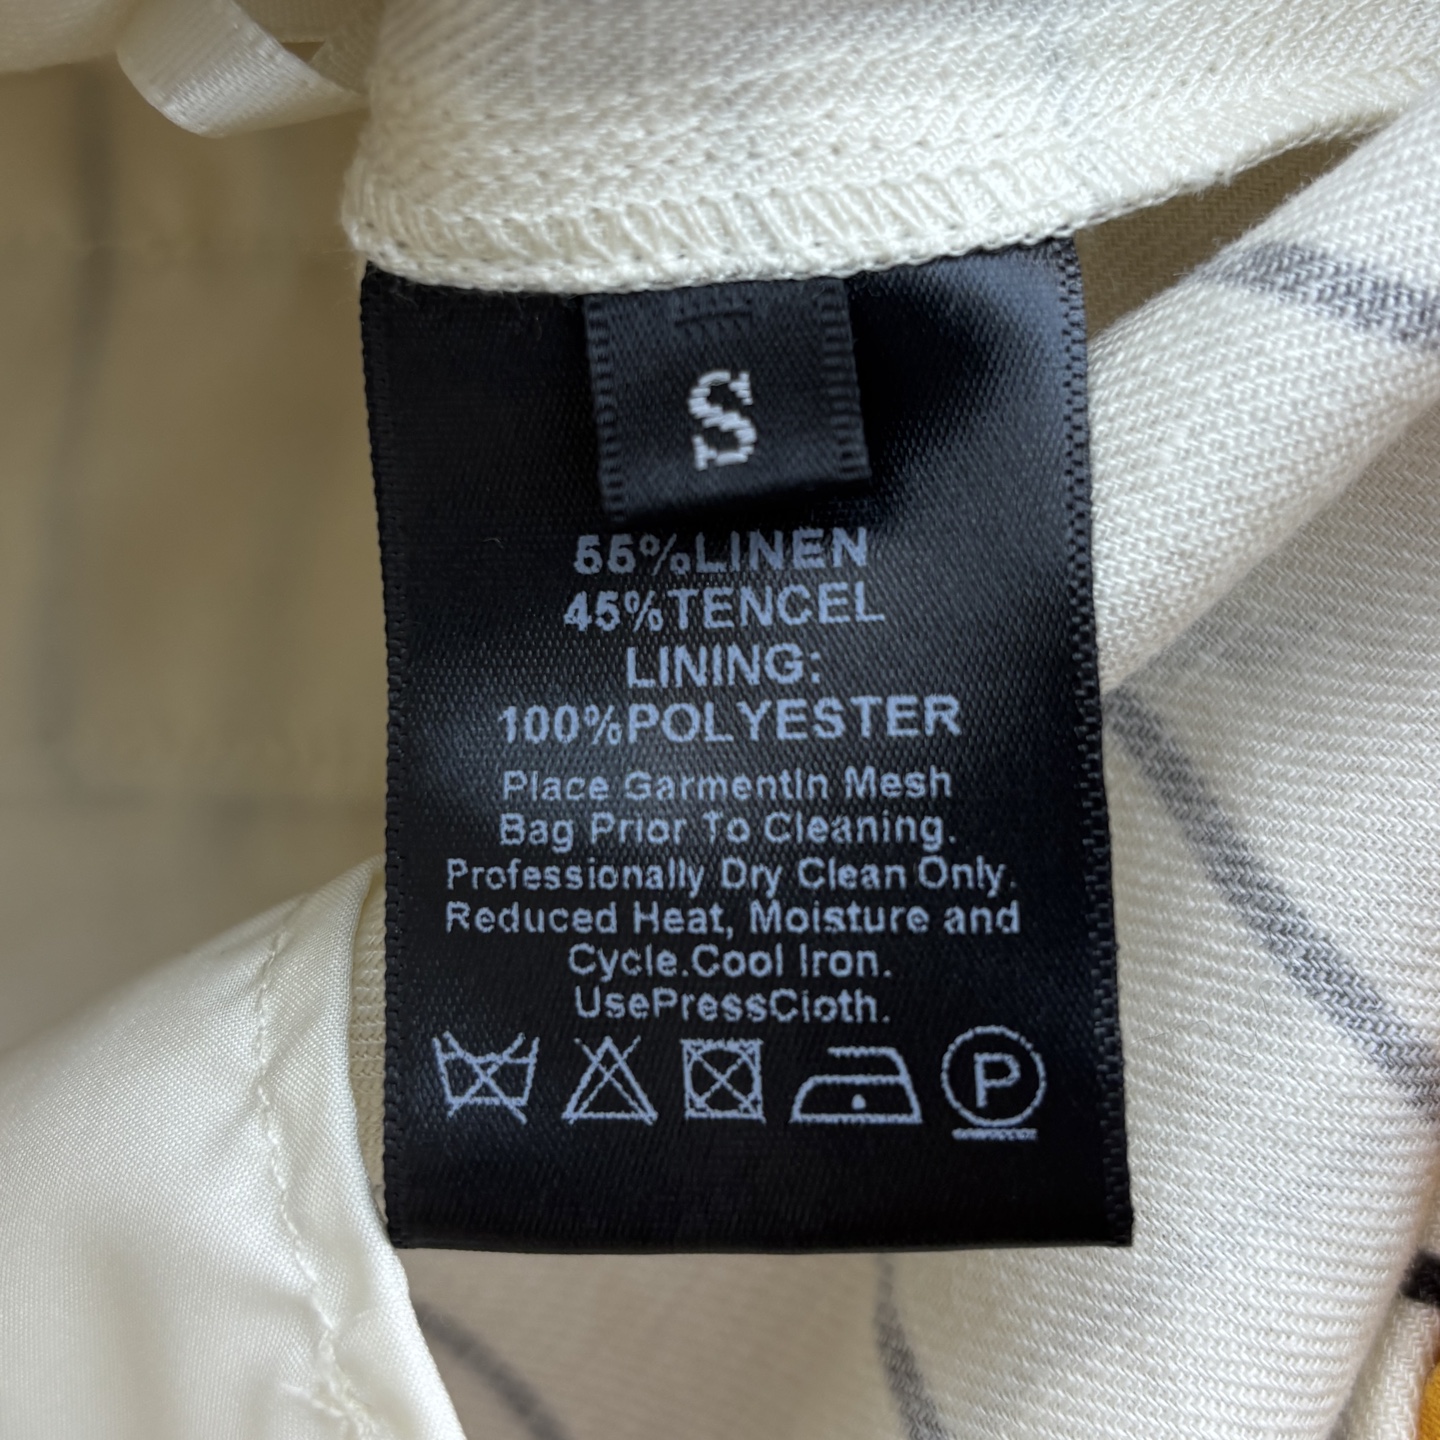 S
55%LINEN
45%TENCEL
LINING:
100%POLYESTER
Place GarmentIn Mesh
Bag Prior To Cleaning.
Professionally Dry Clean Only.
Reduced Heat, Moisture and
Cycle.Cool Iron.
UsePressCloth.
P